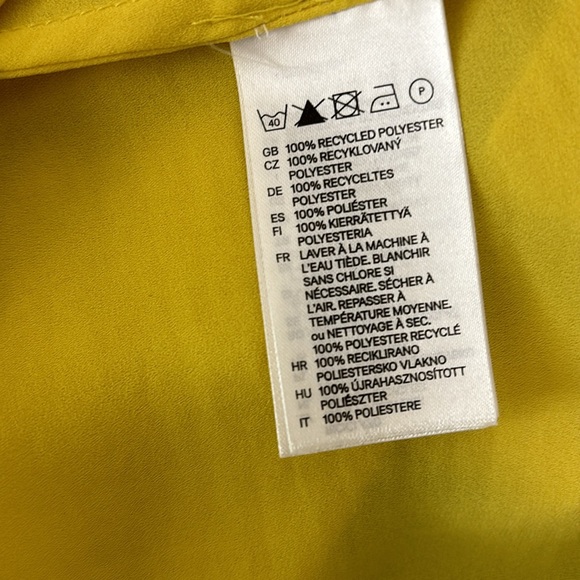 40 P
GB 100% RECYCLED POLYESTER
CZ 100% RECYKLOVANÝ
POLYESTER
DE 100% RECYCELTES
POLYESTER
ES 100% POLIÉSTER
FI 100% KIERRÄTETTYÄ
POLYESTERIA
FR LAVER À LA MACHINE À
L'EAU TIÈDE. BLANCHIR
SANS CHLORE SI
NÉCESSAIRE. SÉCHER À
L'AIR. REPASSER À
TEMPÉRATURE MOYENNE.
ou NETTOYAGE À SEC.
100% POLYESTER RECYCLÉ
HR 100% RECIKLIRANO
POLIESTERSKO VLAKNO
HU 100% ÚJRAHASZNOSÍTOTT
POLIÉSZTER
IT 100% POLIESTERE